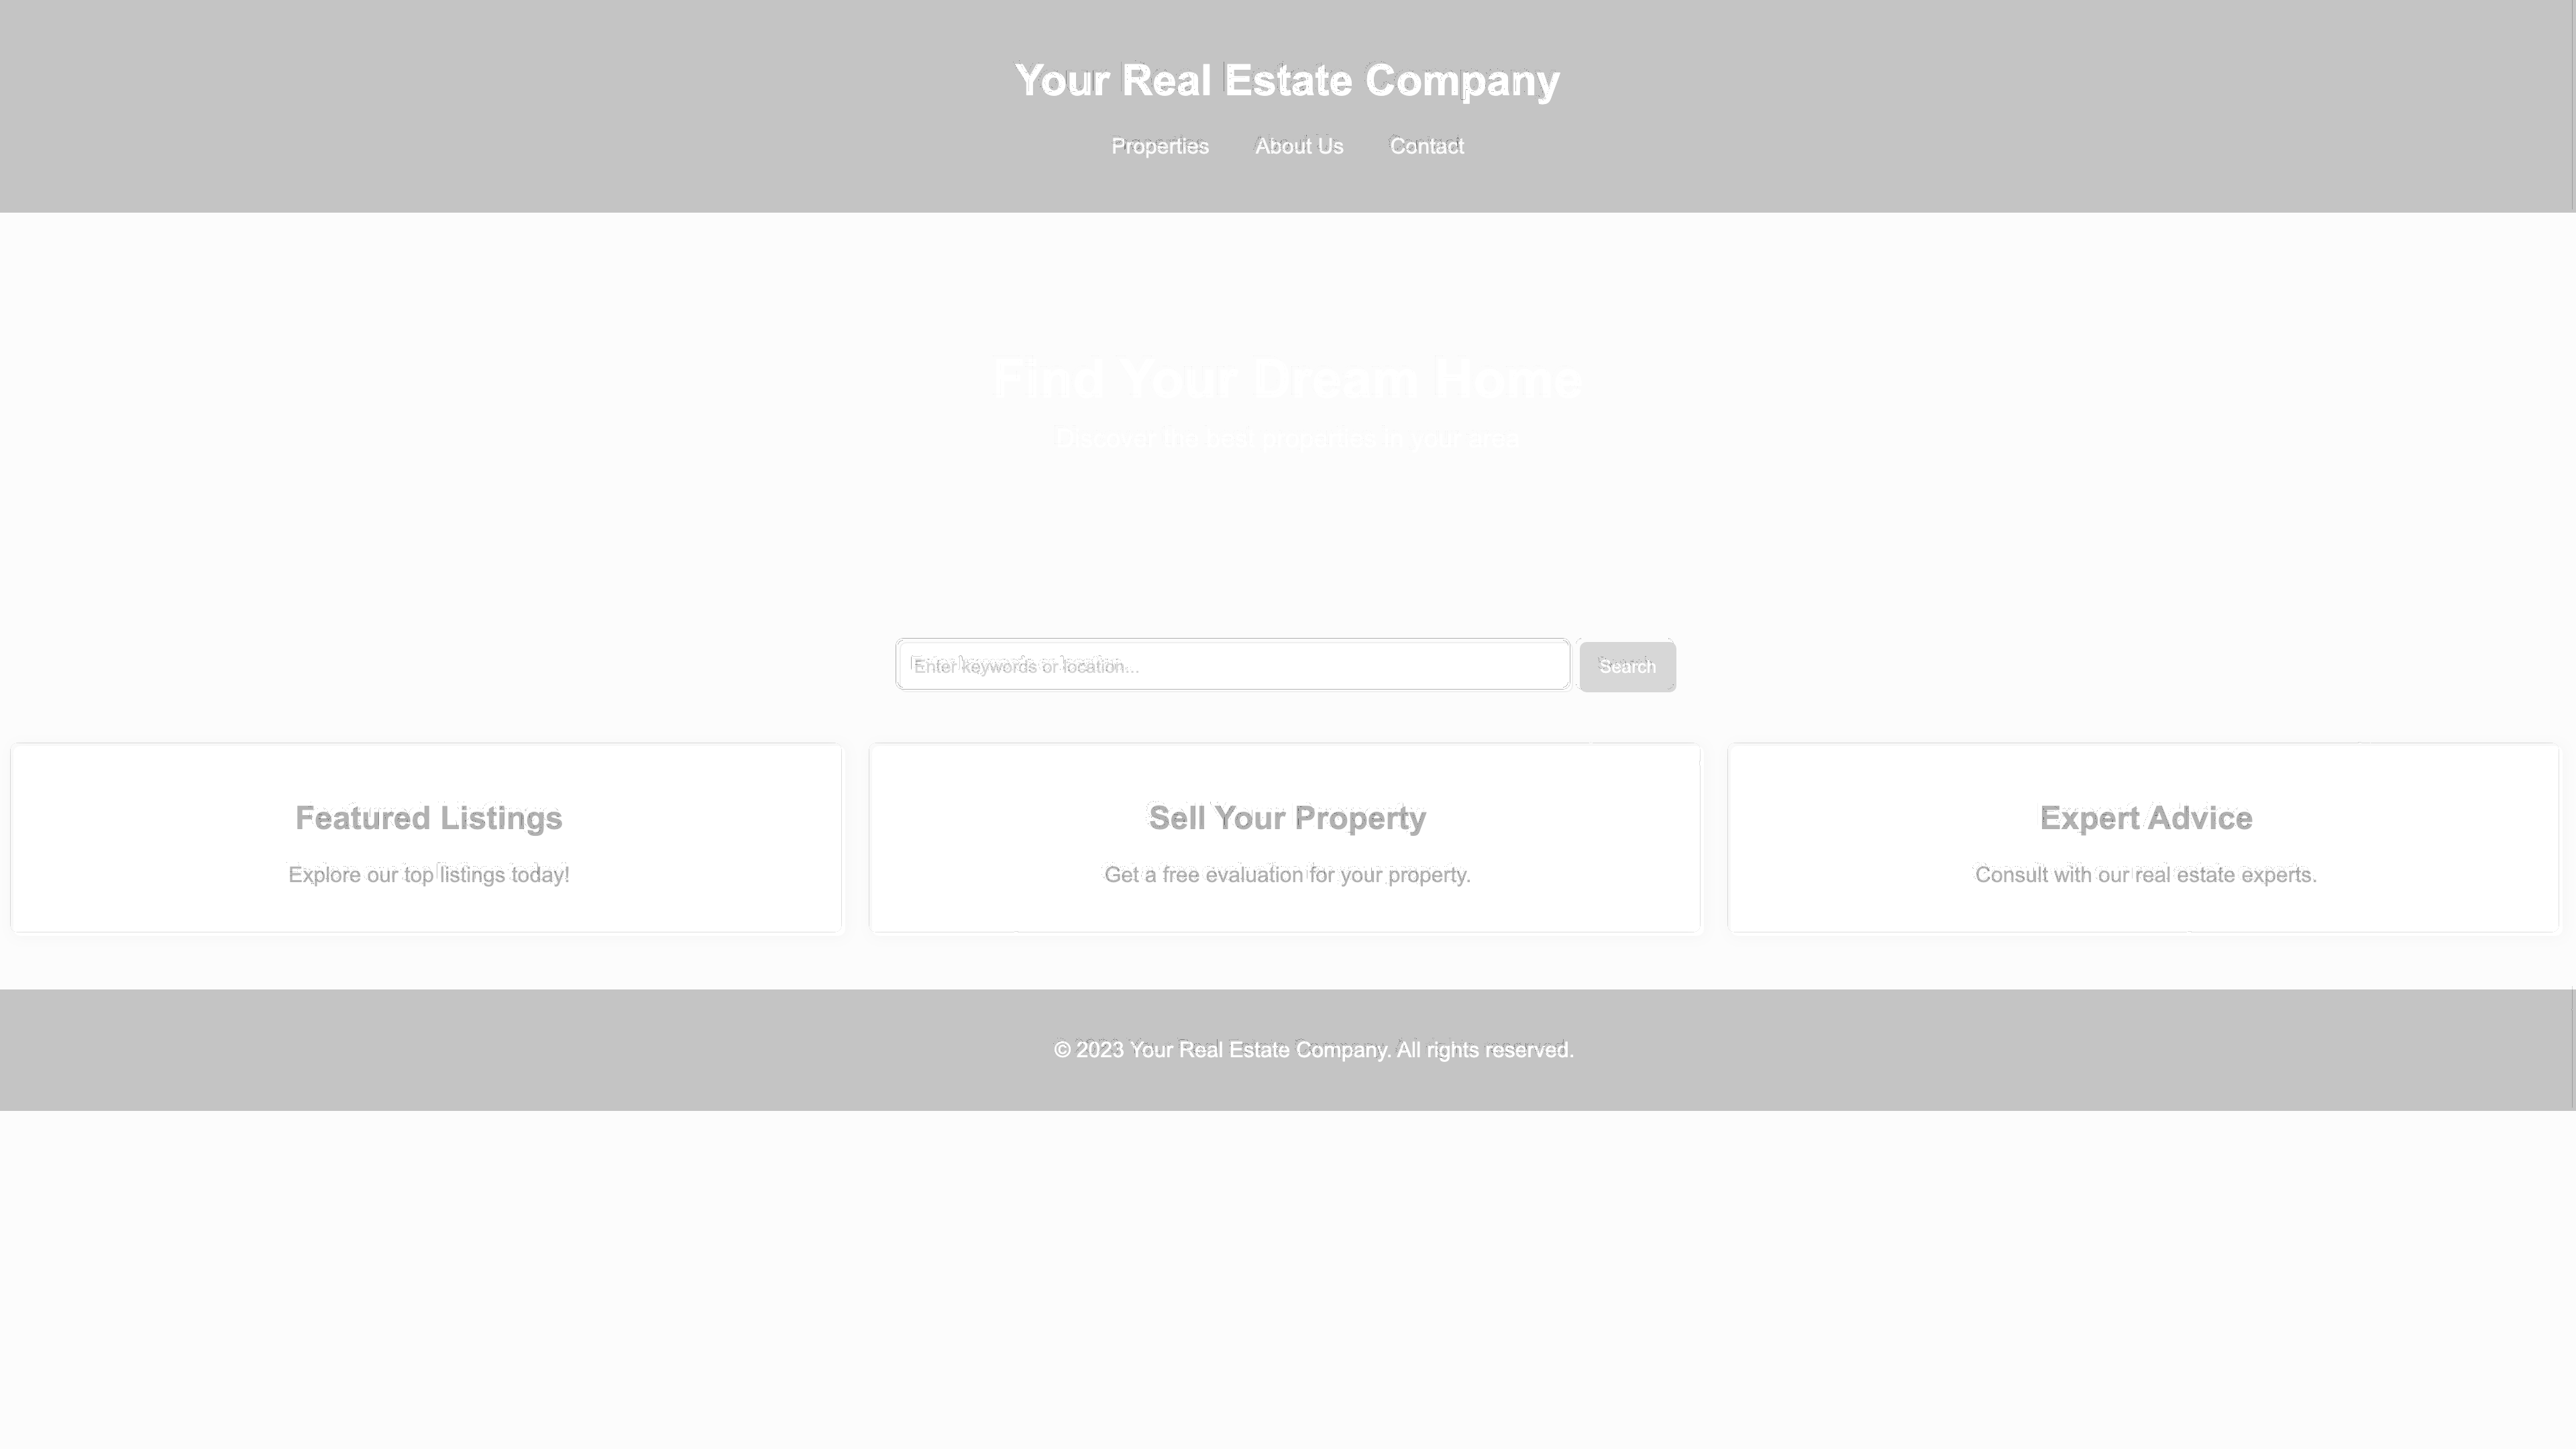 Your Real Estate Company
Properties About Us Contact
Find Your Dream Home
Discover the best properties in your area
Enter keywords or location...
Search
Featured Listings
Explore our top listings today!
Sell Your Property
Get a free evaluation for your property.
Expert Advice
Consult with our real estate experts.
© 2023 Your Real Estate Company. All rights reserved.